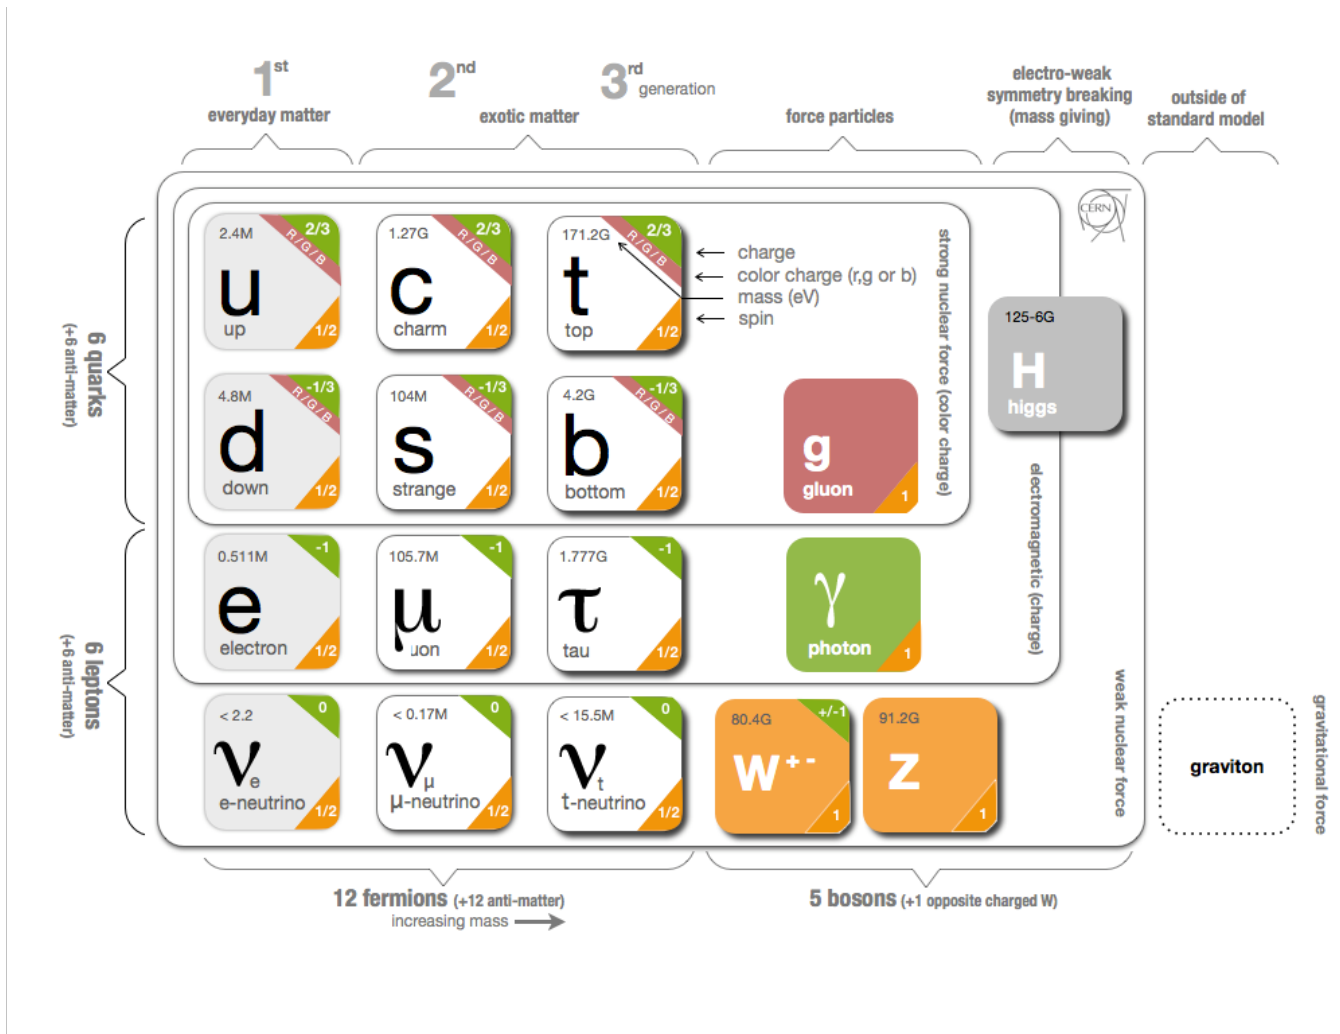 1st
2nd
3rd
generation
everyday matter
exotic matter
force particles
electro-weak
symmetry breaking
(mass giving)
outside of
standard model
6 quarks
(+6 anti-matter)
2.4M
2/3
R/G/B
u
up
1/2
1.27G
2/3
R/G/B
c
charm
1/2
171.2G
2/3
R/G/B
t
top
1/2
charge
color charge (r,g or b)
mass (eV)
spin
strong nuclear force (color charge)
CERN
125-6G
H
higgs
4.8M
-1/3
R/G/B
d
down
1/2
104M
-1/3
R/G/B
s
strange
1/2
4.2G
-1/3
R/G/B
b
bottom
1/2
g
gluon
1
electromagnetic (charge)
6 leptons
(+6 anti-matter)
0.511M
-1
e
electron
1/2
105.7M
-1
μ
uon
1/2
1.777G
-1
τ
tau
1/2
γ
photon
1
weak nuclear force
< 2.2
0
νe
e-neutrino
1/2
< 0.17M
0
νμ
μ-neutrino
1/2
< 15.5M
0
νt
t-neutrino
1/2
80.4G
+/-1
W+ -
1
91.2G
Z
1
graviton
gravitational force
12 fermions (+12 anti-matter)
increasing mass
5 bosons (+1 opposite charged W)